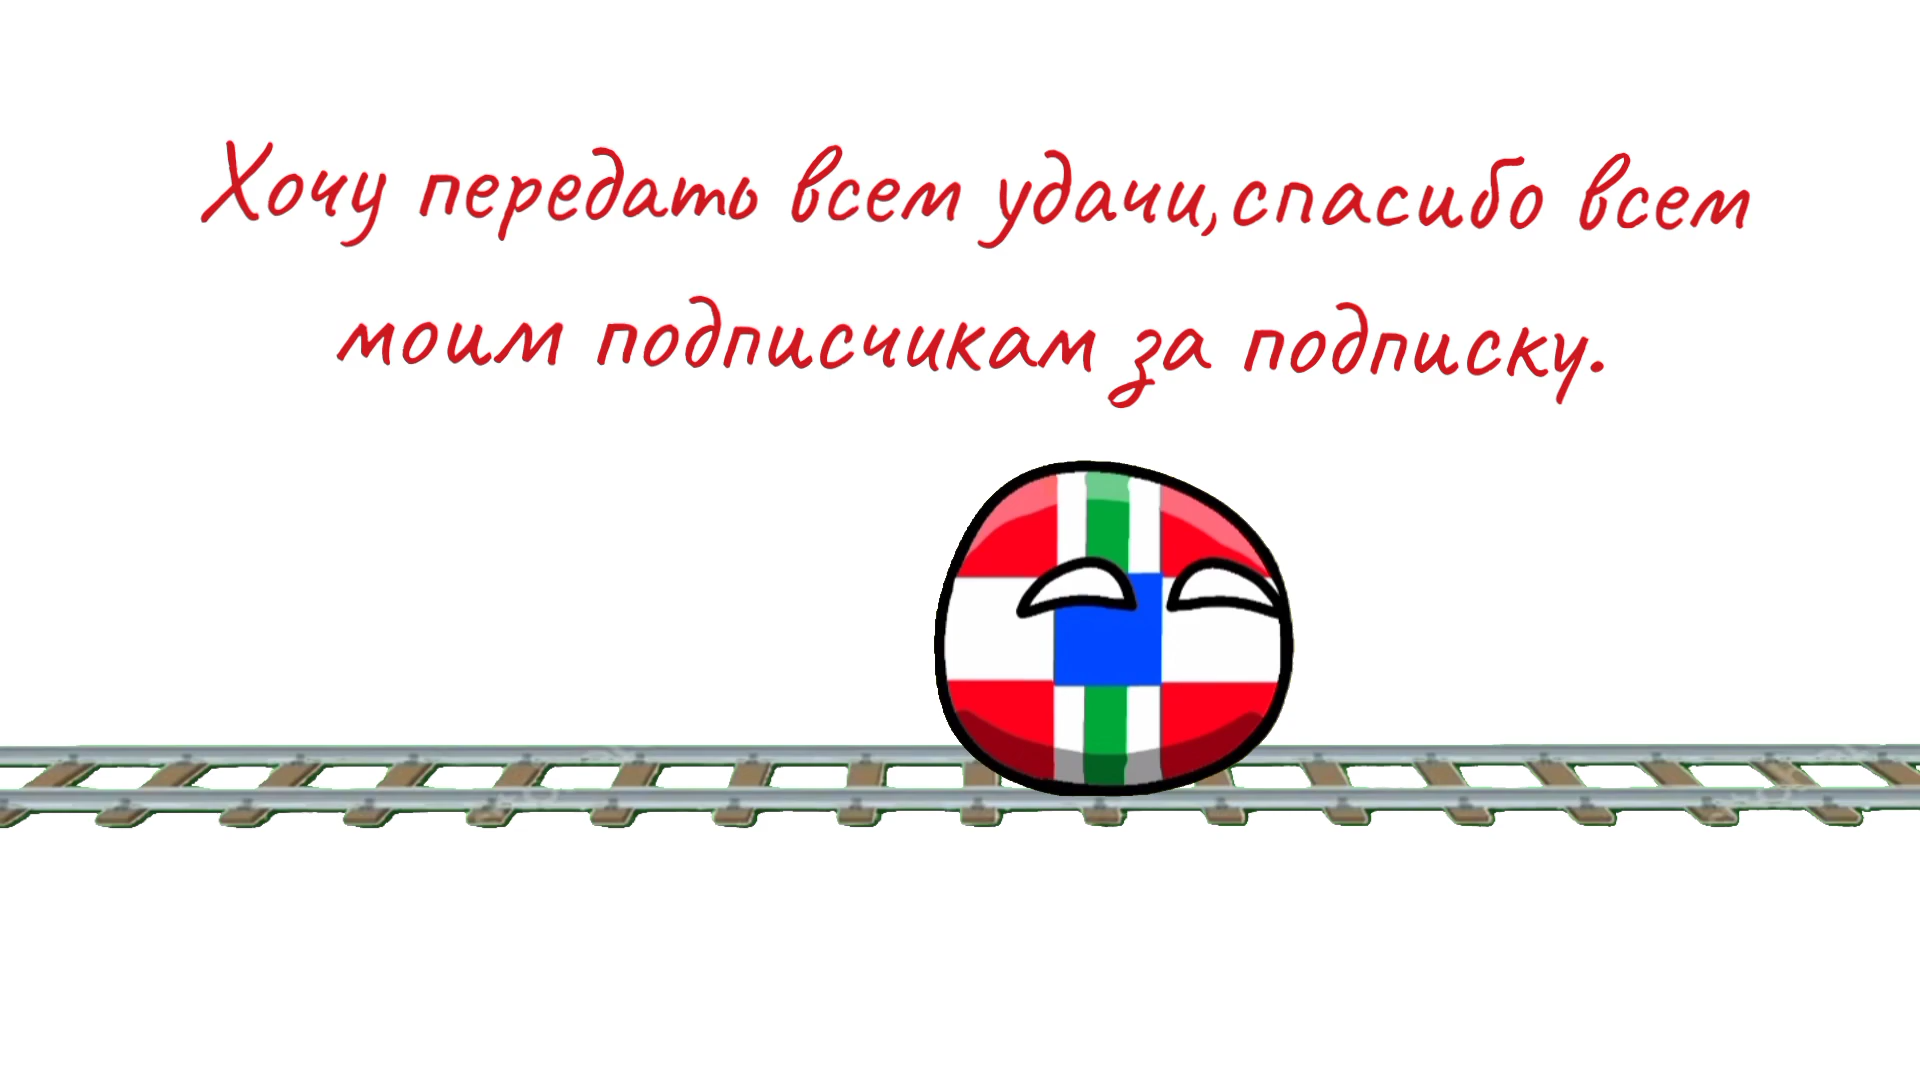 Хочу передать всем удачи,спасибо всем
моим подписчикам за подписку.